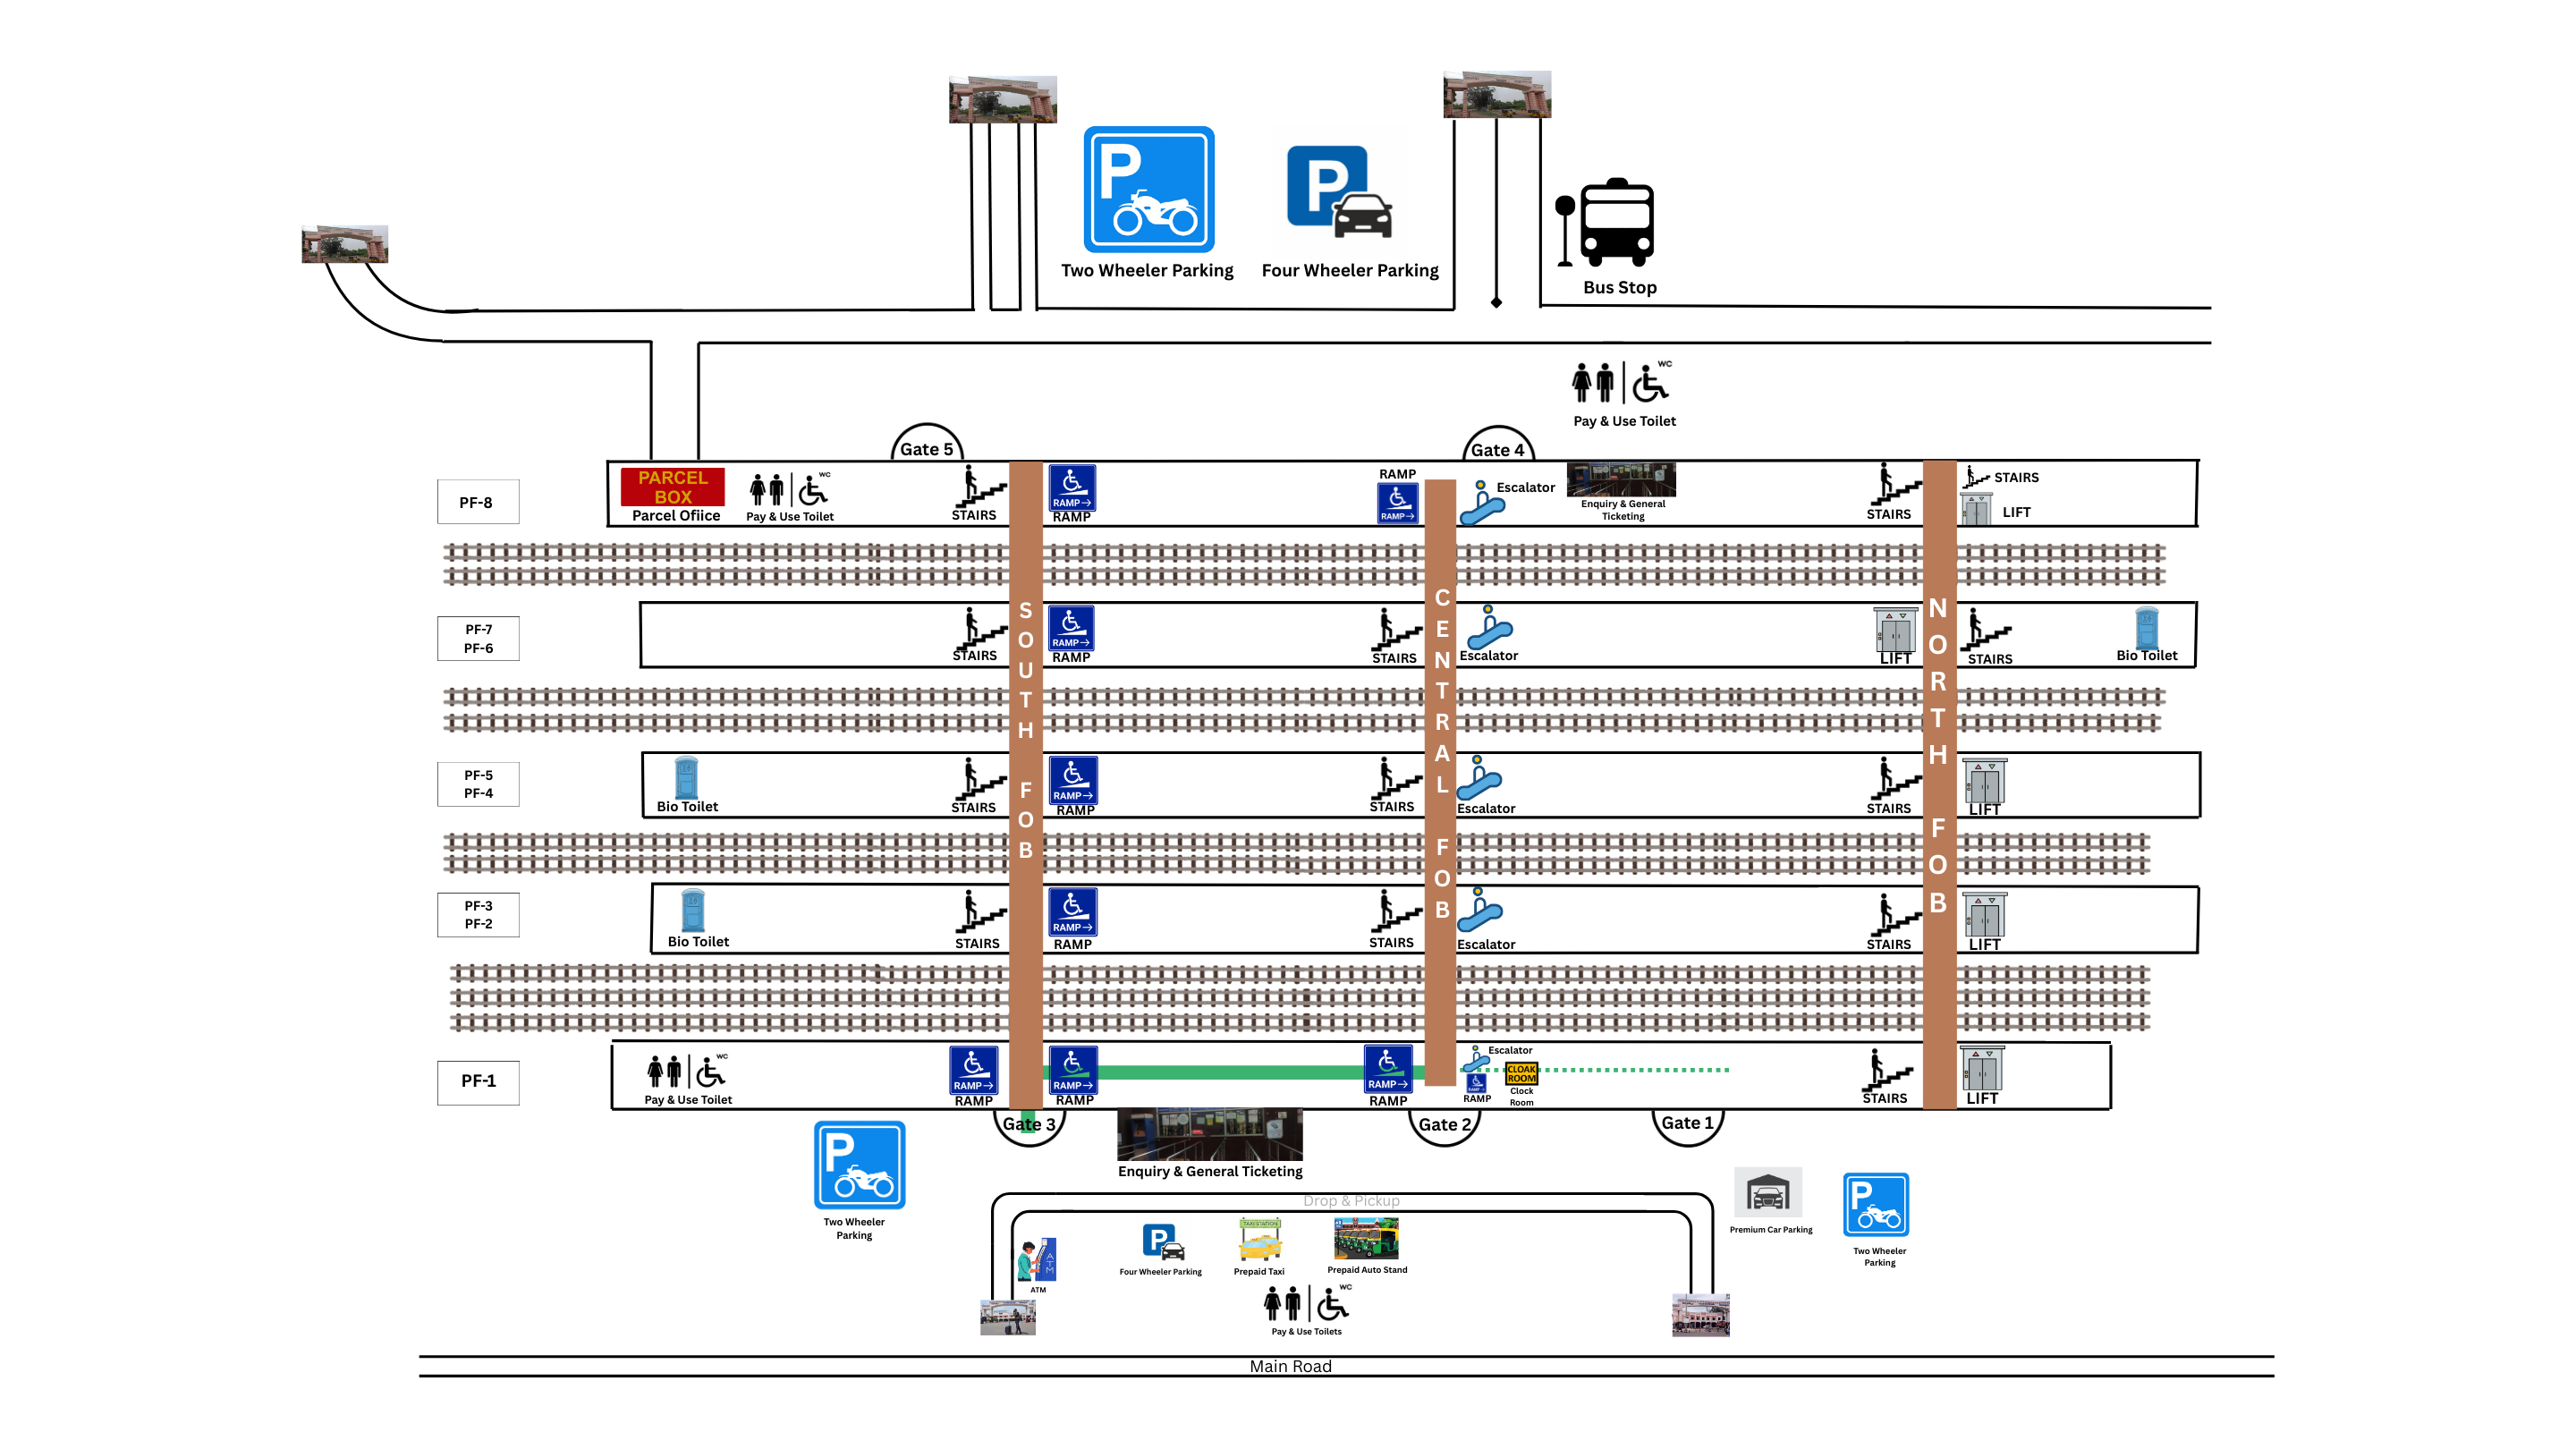 P
Two Wheeler Parking
P
Four Wheeler Parking
Bus Stop
WC
Pay & Use Toilet
Gate 5
Gate 4
PF-8
PARCEL
BOX
Parcel Ofiice
WC
Pay & Use Toilet
STAIRS
RAMP→
RAMP
RAMP
RAMP→
Escalator
Enquiry & General
Ticketing
STAIRS
STAIRS
LIFT
PF-7
PF-6
STAIRS
RAMP→
RAMP
STAIRS
Escalator
LIFT
STAIRS
Bio Toilet
SOUTH FOB
CENTRAL FOB
NORTH FOB
PF-5
PF-4
Bio Toilet
STAIRS
RAMP→
RAMP
STAIRS
Escalator
STAIRS
LIFT
PF-3
PF-2
Bio Toilet
STAIRS
RAMP→
RAMP
STAIRS
Escalator
STAIRS
LIFT
PF-1
WC
Pay & Use Toilet
RAMP→
RAMP
RAMP→
RAMP
RAMP→
RAMP
Escalator
RAMP
CLOAK
ROOM
Clock
Room
STAIRS
LIFT
Gate 3
Gate 2
Gate 1
P
Two Wheeler
Parking
Enquiry & General Ticketing
Drop & Pickup
Premium Car Parking
P
Two Wheeler
Parking
ATM
ATM
P
Four Wheeler Parking
TAXI STATION
Prepaid Taxi
Prepaid Auto Stand
WC
Pay & Use Toilets
Main Road